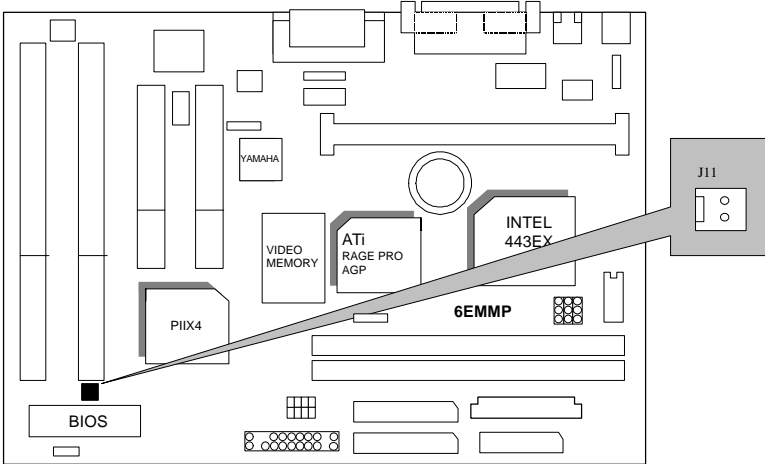 YAMAHA
J11
VIDEO
MEMORY
ATi
RAGE PRO
AGP
INTEL
443EX
PIIX4
6EMMP
BIOS